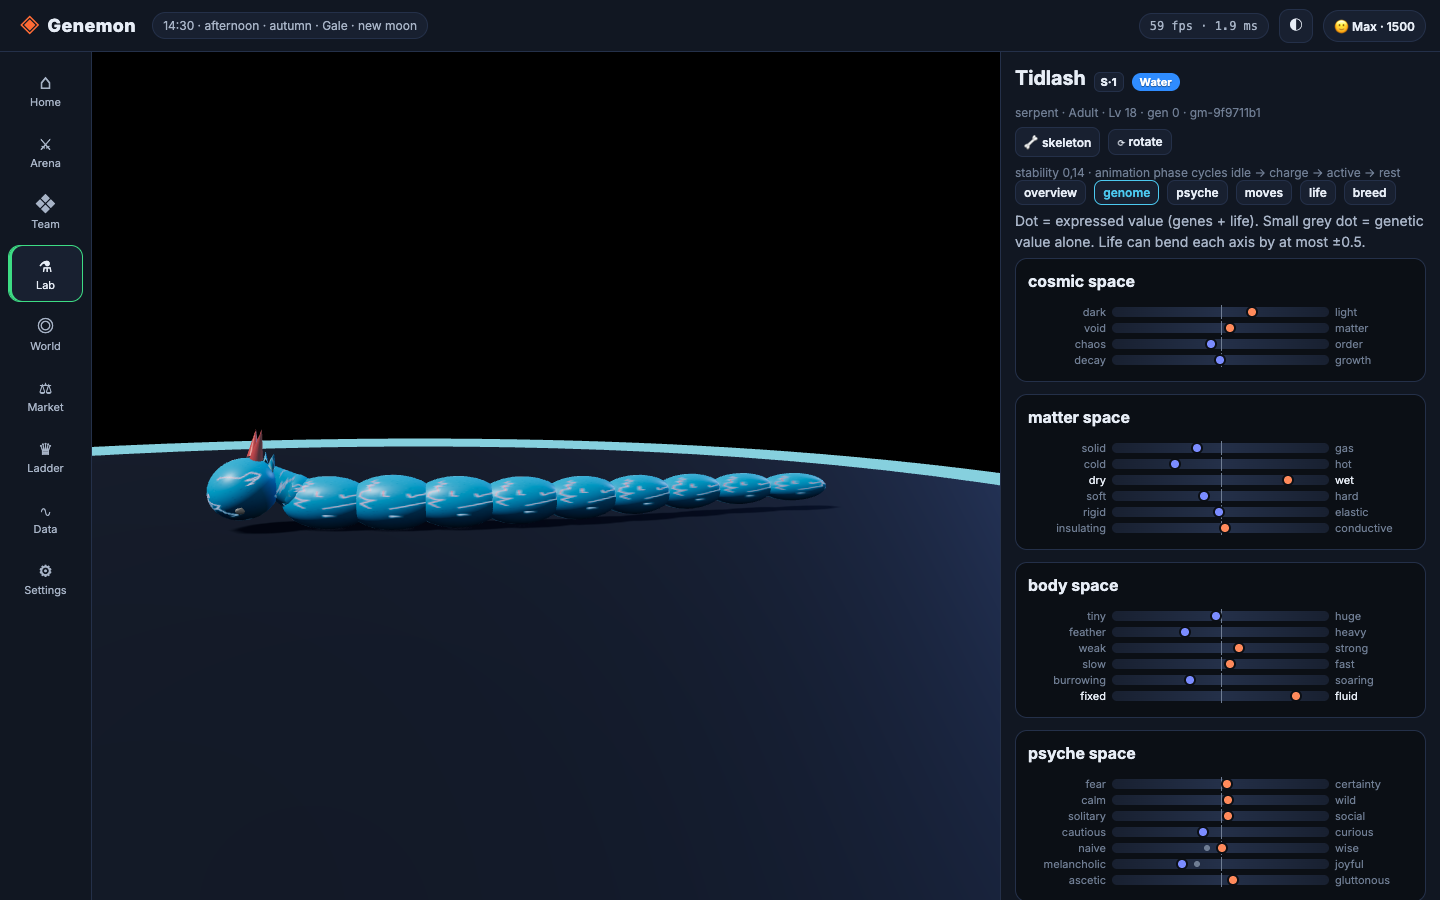 Genemon
14:30 · afternoon · autumn · Gale · new moon
59 fps · 1.9 ms
Max · 1500
Home
Arena
Team
Lab
World
Market
Ladder
Data
Settings
Tidlash S·1 Water
serpent · Adult · Lv 18 · gen 0 · gm-9f9711b1
skeleton
rotate
stability 0,14 · animation phase cycles idle → charge → active → rest
overview genome psyche moves life breed
Dot = expressed value (genes + life). Small grey dot = genetic
value alone. Life can bend each axis by at most ±0.5.
cosmic space
dark light
void matter
chaos order
decay growth
matter space
solid gas
cold hot
dry wet
soft hard
rigid elastic
insulating conductive
body space
tiny huge
feather heavy
weak strong
slow fast
burrowing soaring
fixed fluid
psyche space
fear certainty
calm wild
solitary social
cautious curious
naive wise
melancholic joyful
ascetic gluttonous